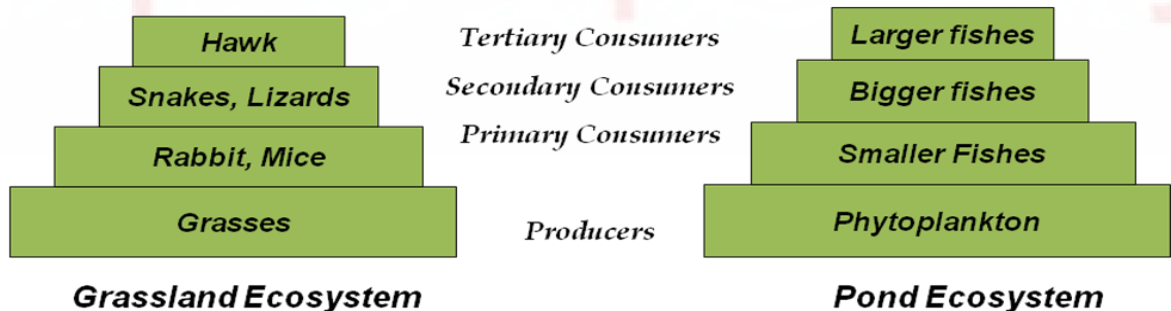 Hawk
Snakes, Lizards
Rabbit, Mice
Grasses
Grassland Ecosystem
Tertiary Consumers
Secondary Consumers
Primary Consumers
Producers
Larger fishes
Bigger fishes
Smaller Fishes
Phytoplankton
Pond Ecosystem